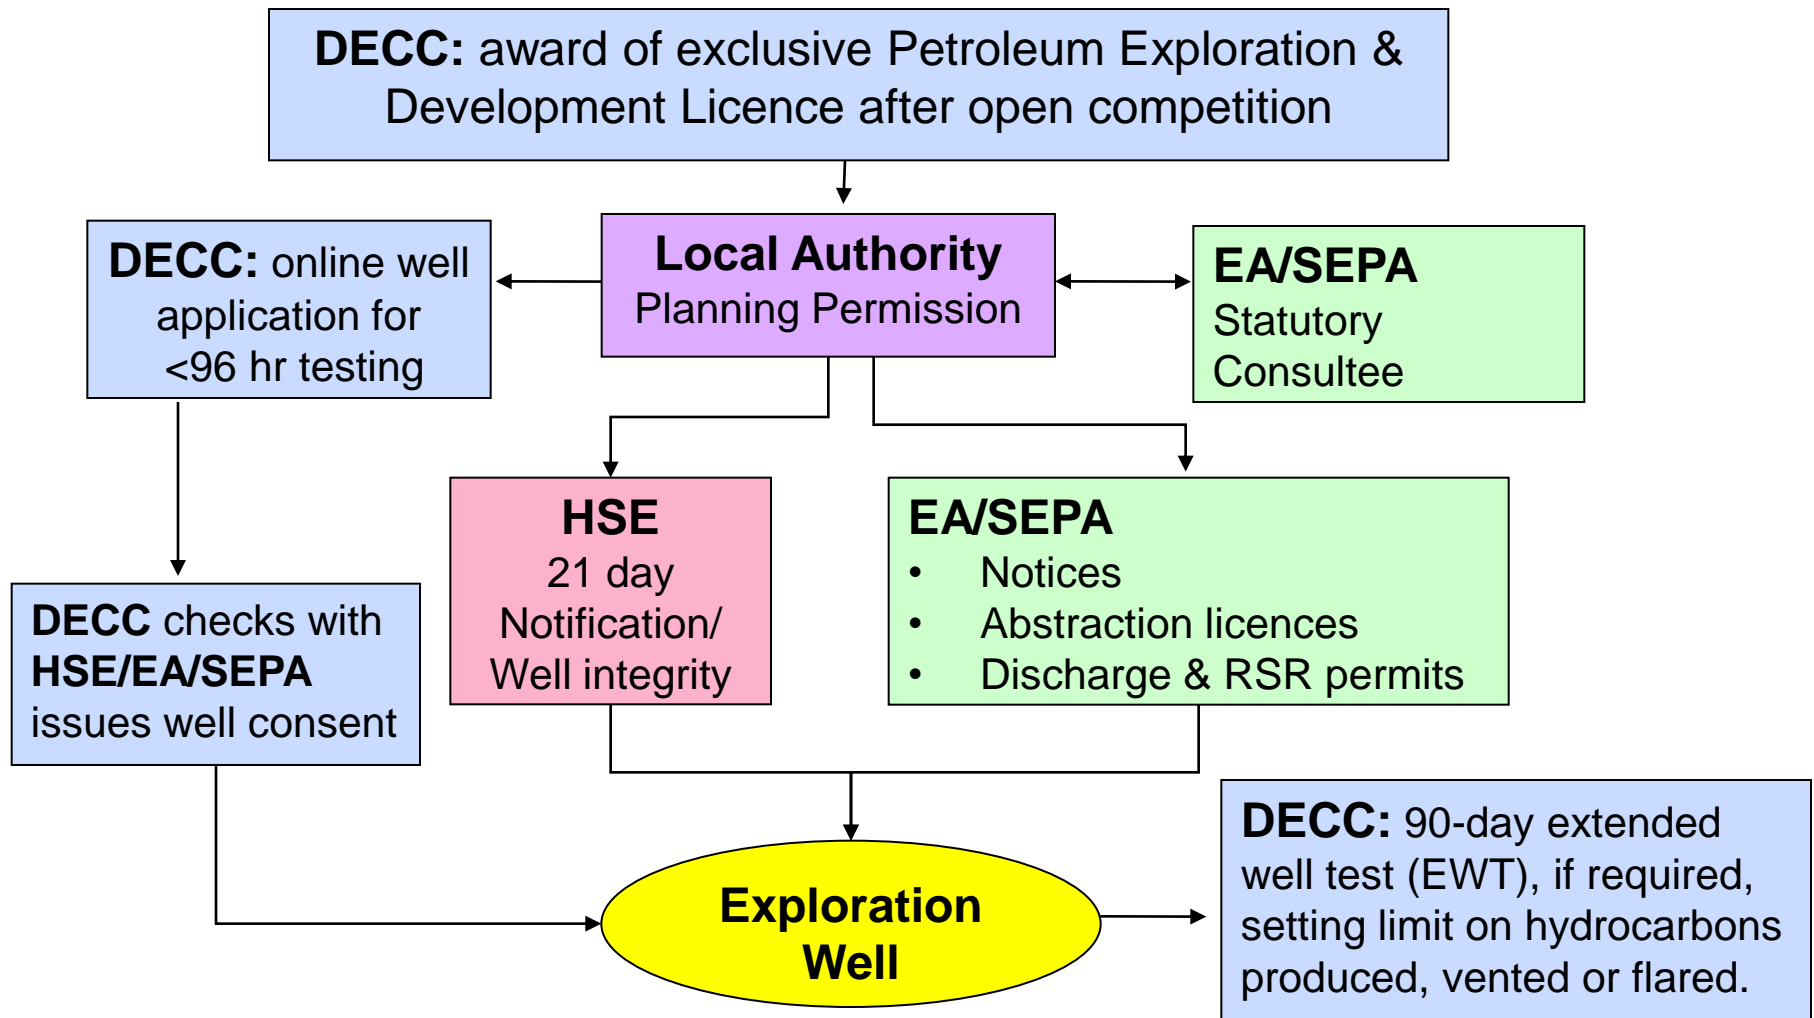 DECC: award of exclusive Petroleum Exploration &
Development Licence after open competition
DECC: online well
application for
<96 hr testing
Local Authority
Planning Permission
EA/SEPA
Statutory
Consultee
HSE
21 day
Notification/
Well integrity
EA/SEPA
• Notices
• Abstraction licences
• Discharge & RSR permits
DECC checks with
HSE/EA/SEPA
issues well consent
Exploration
Well
DECC: 90-day extended
well test (EWT), if required,
setting limit on hydrocarbons
produced, vented or flared.